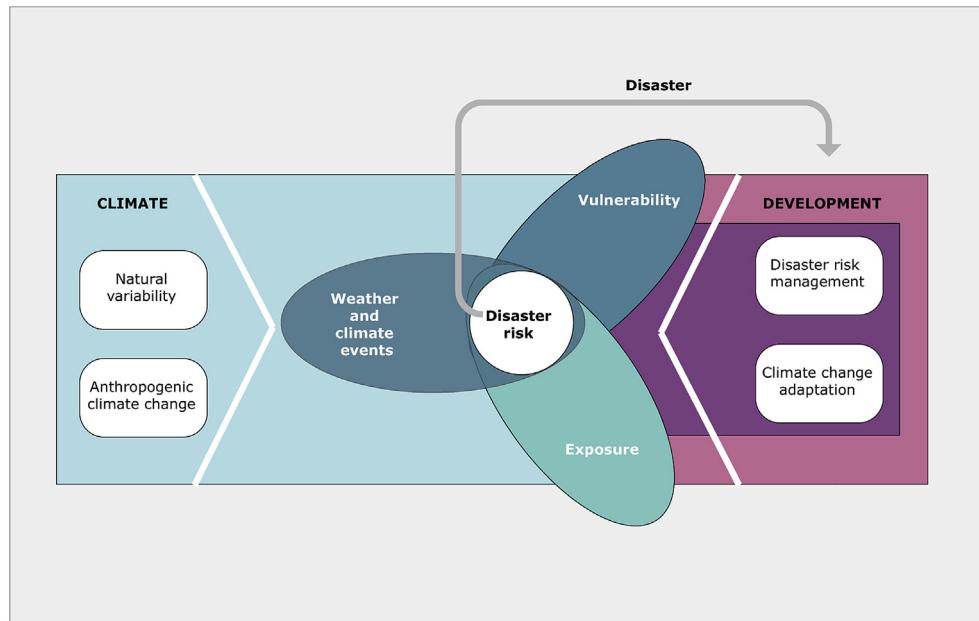 Disaster
CLIMATE
Natural
variability
Anthropogenic
climate change
Weather
and
climate
events
Disaster
risk
Vulnerability
Exposure
DEVELOPMENT
Disaster risk
management
Climate change
adaptation